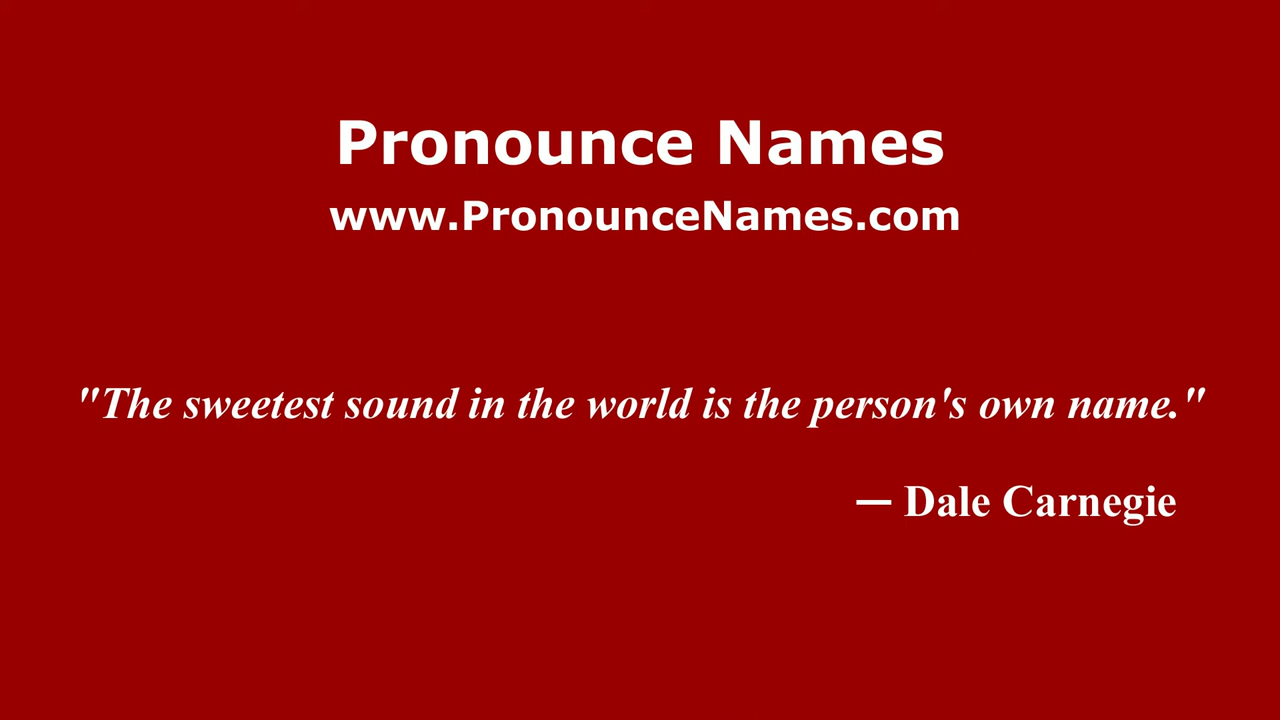 Pronounce Names
www.PronounceNames.com
"The sweetest sound in the world is the person's own name."
— Dale Carnegie